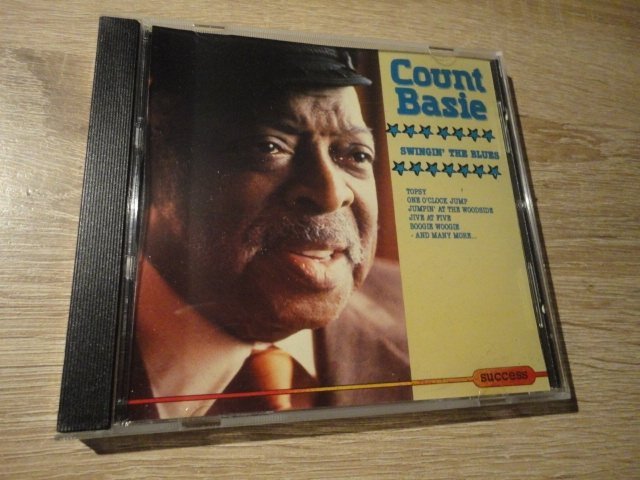 Count
Basie
SWINGIN' THE BLUES
TOPSY
ONE O'CLOCK JUMP
JUMPIN' AT THE WOODSIDE
JIVE AT FIVE
BOOGIE WOOGIE
- AND MANY MORE...
success